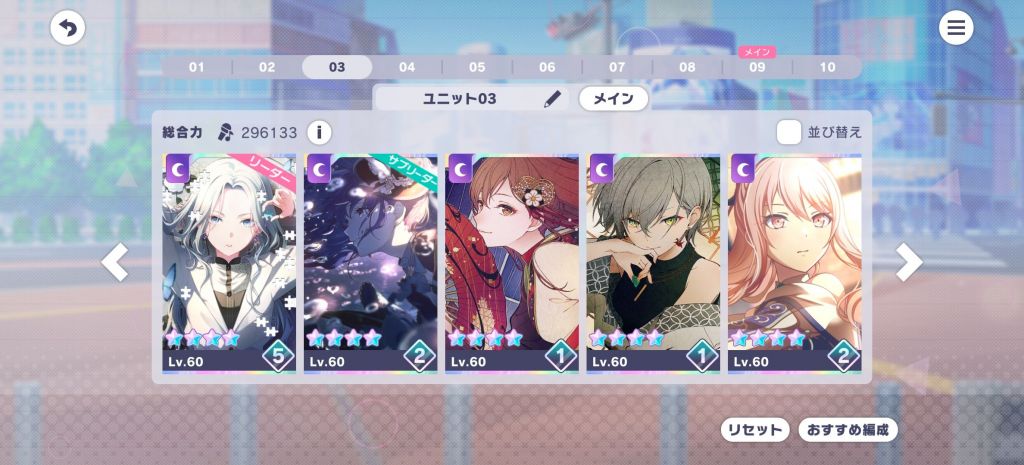 メイン
01 02 03 04 05 06 07 08 09 10
ユニット03 メイン
総合力 296133 i 並び替え
リーダー サブリーダー
5 2 1 1 2
Lv.60 Lv.60 Lv.60 Lv.60 Lv.60
リセット おすすめ編成